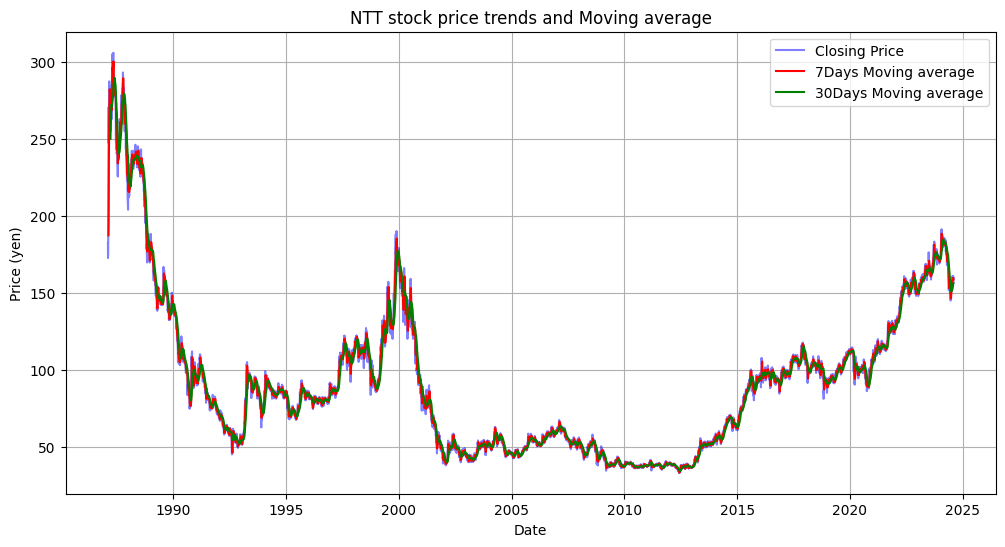 NTT stock price trends and Moving average
Closing Price
7Days Moving average
30Days Moving average
Price (yen)
300
250
200
150
100
50
1990
1995
2000
2005
2010
2015
2020
2025
Date